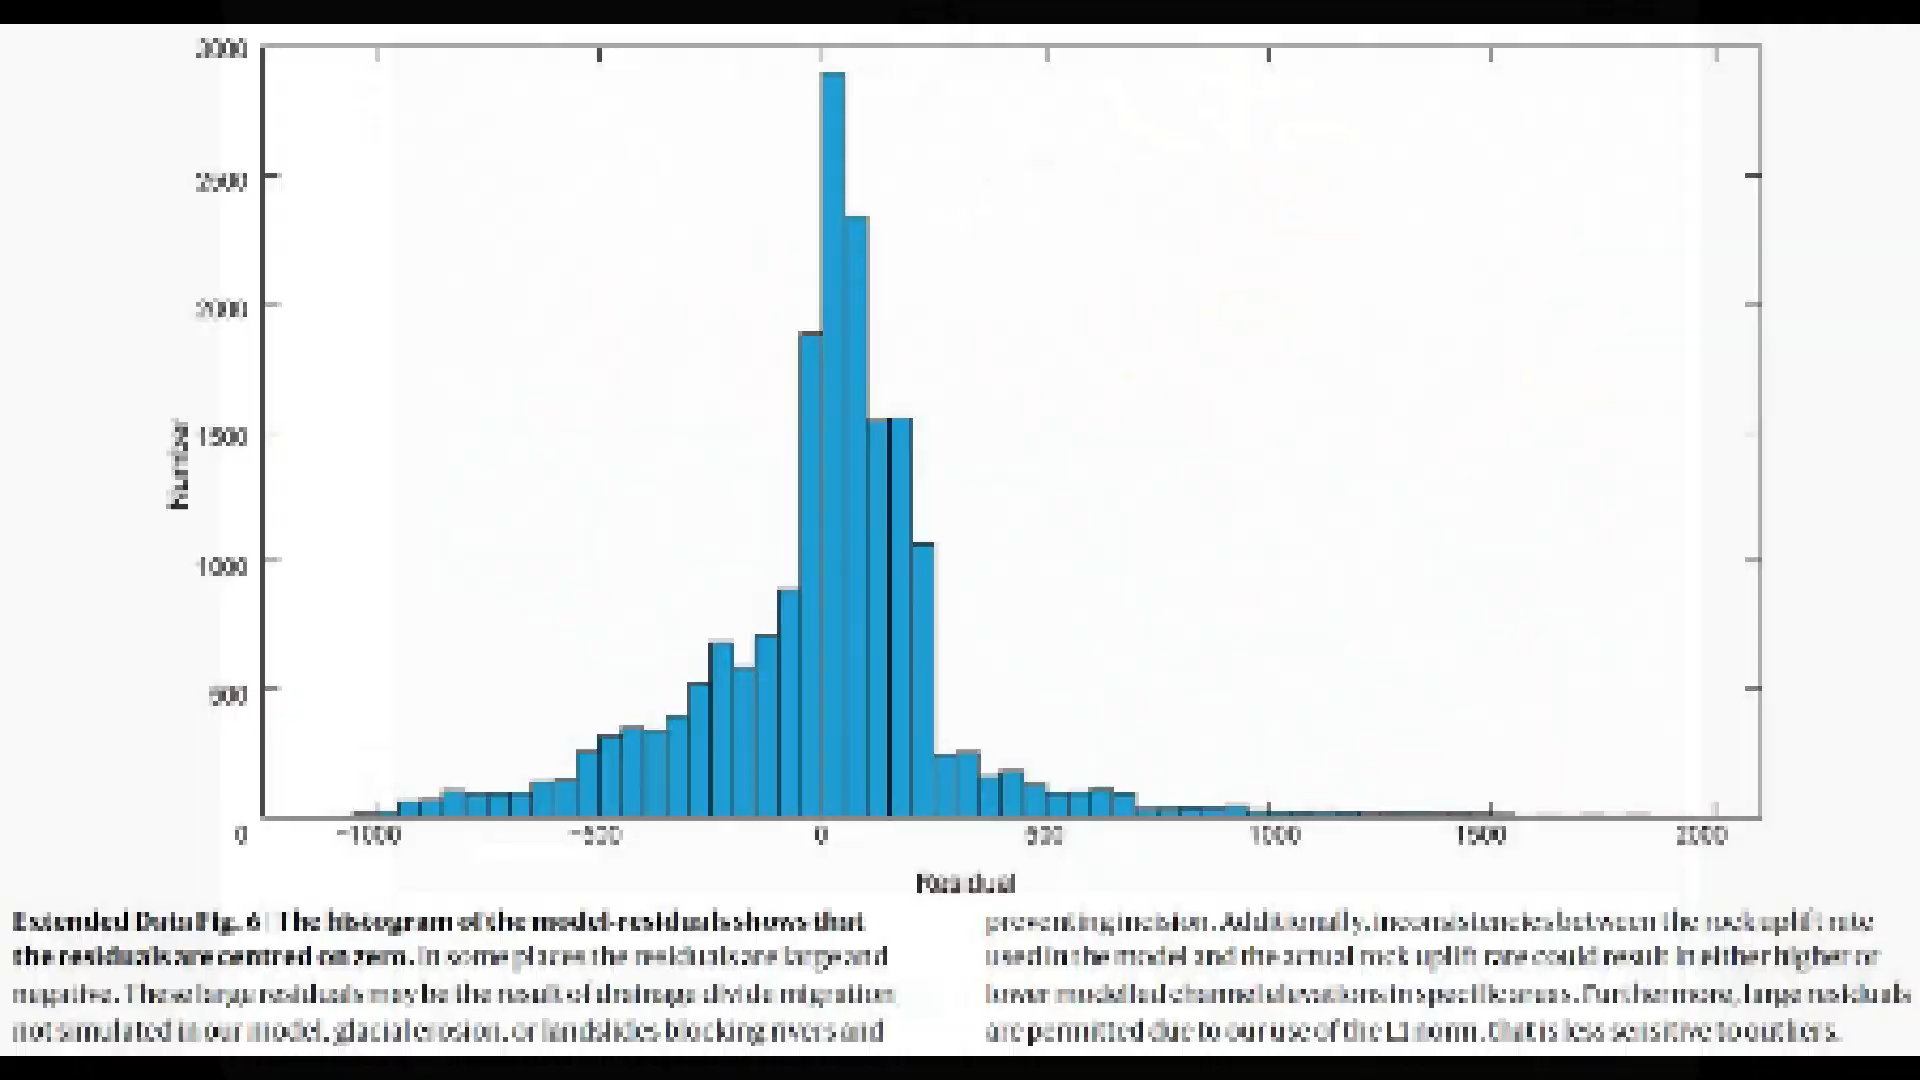 3000
2500
2000
1500
1000
500
0
Number
−1000 −500 0 500 1000 1500 2000
Residual
Extended Data Fig. 6 | The histogram of the model-residuals shows that
the residuals are centred on zero. In some places the residuals are large and
negative. These large residuals may be the result of drainage divide migration
not simulated in our model, glacial erosion, or landslides blocking rivers and
preventing incision. Additionally, inconsistencies between the rock uplift rate
used in the model and the actual rock uplift rate could result in either higher or
lower modelled channel elevations in specific areas. Furthermore, large residuals
are permitted due to our use of the L1 norm, that is less sensitive to outliers.